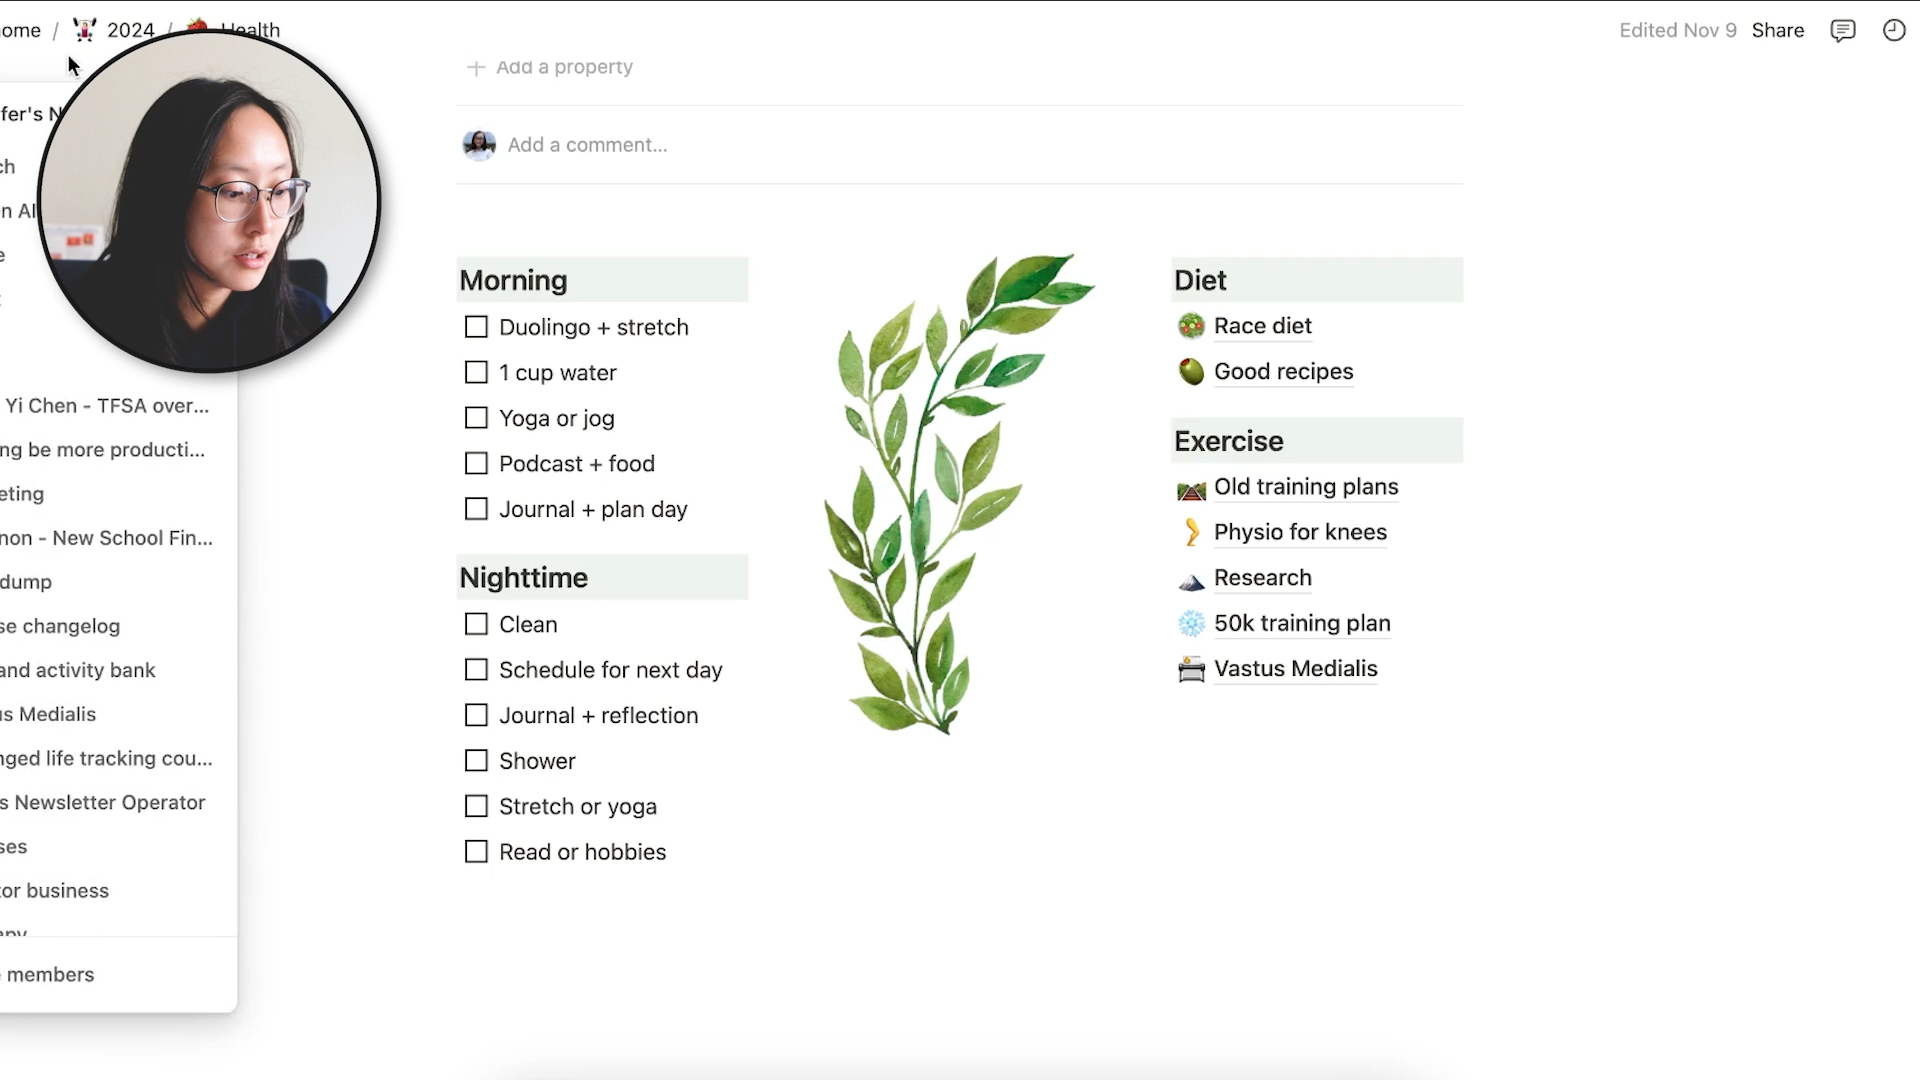 ome / 2024 / Health
Edited Nov 9 Share
fer's N
ch
n AI
e
Yi Chen - TFSA over...
ng be more producti...
eting
non - New School Fin...
dump
se changelog
and activity bank
us Medialis
nged life tracking cou...
s Newsletter Operator
ses
tor business
apy
members
Add a property
Add a comment...
Morning
Duolingo + stretch
1 cup water
Yoga or jog
Podcast + food
Journal + plan day
Nighttime
Clean
Schedule for next day
Journal + reflection
Shower
Stretch or yoga
Read or hobbies
Diet
Race diet
Good recipes
Exercise
Old training plans
Physio for knees
Research
50k training plan
Vastus Medialis